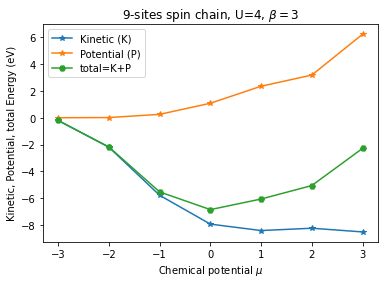 9-sites spin chain, U=4, β=3
Kinetic (K)
Potential (P)
total=K+P
Kinetic, Potential, total Energy (eV)
6
4
2
0
−2
−4
−6
−8
−3 −2 −1 0 1 2 3
Chemical potential μ